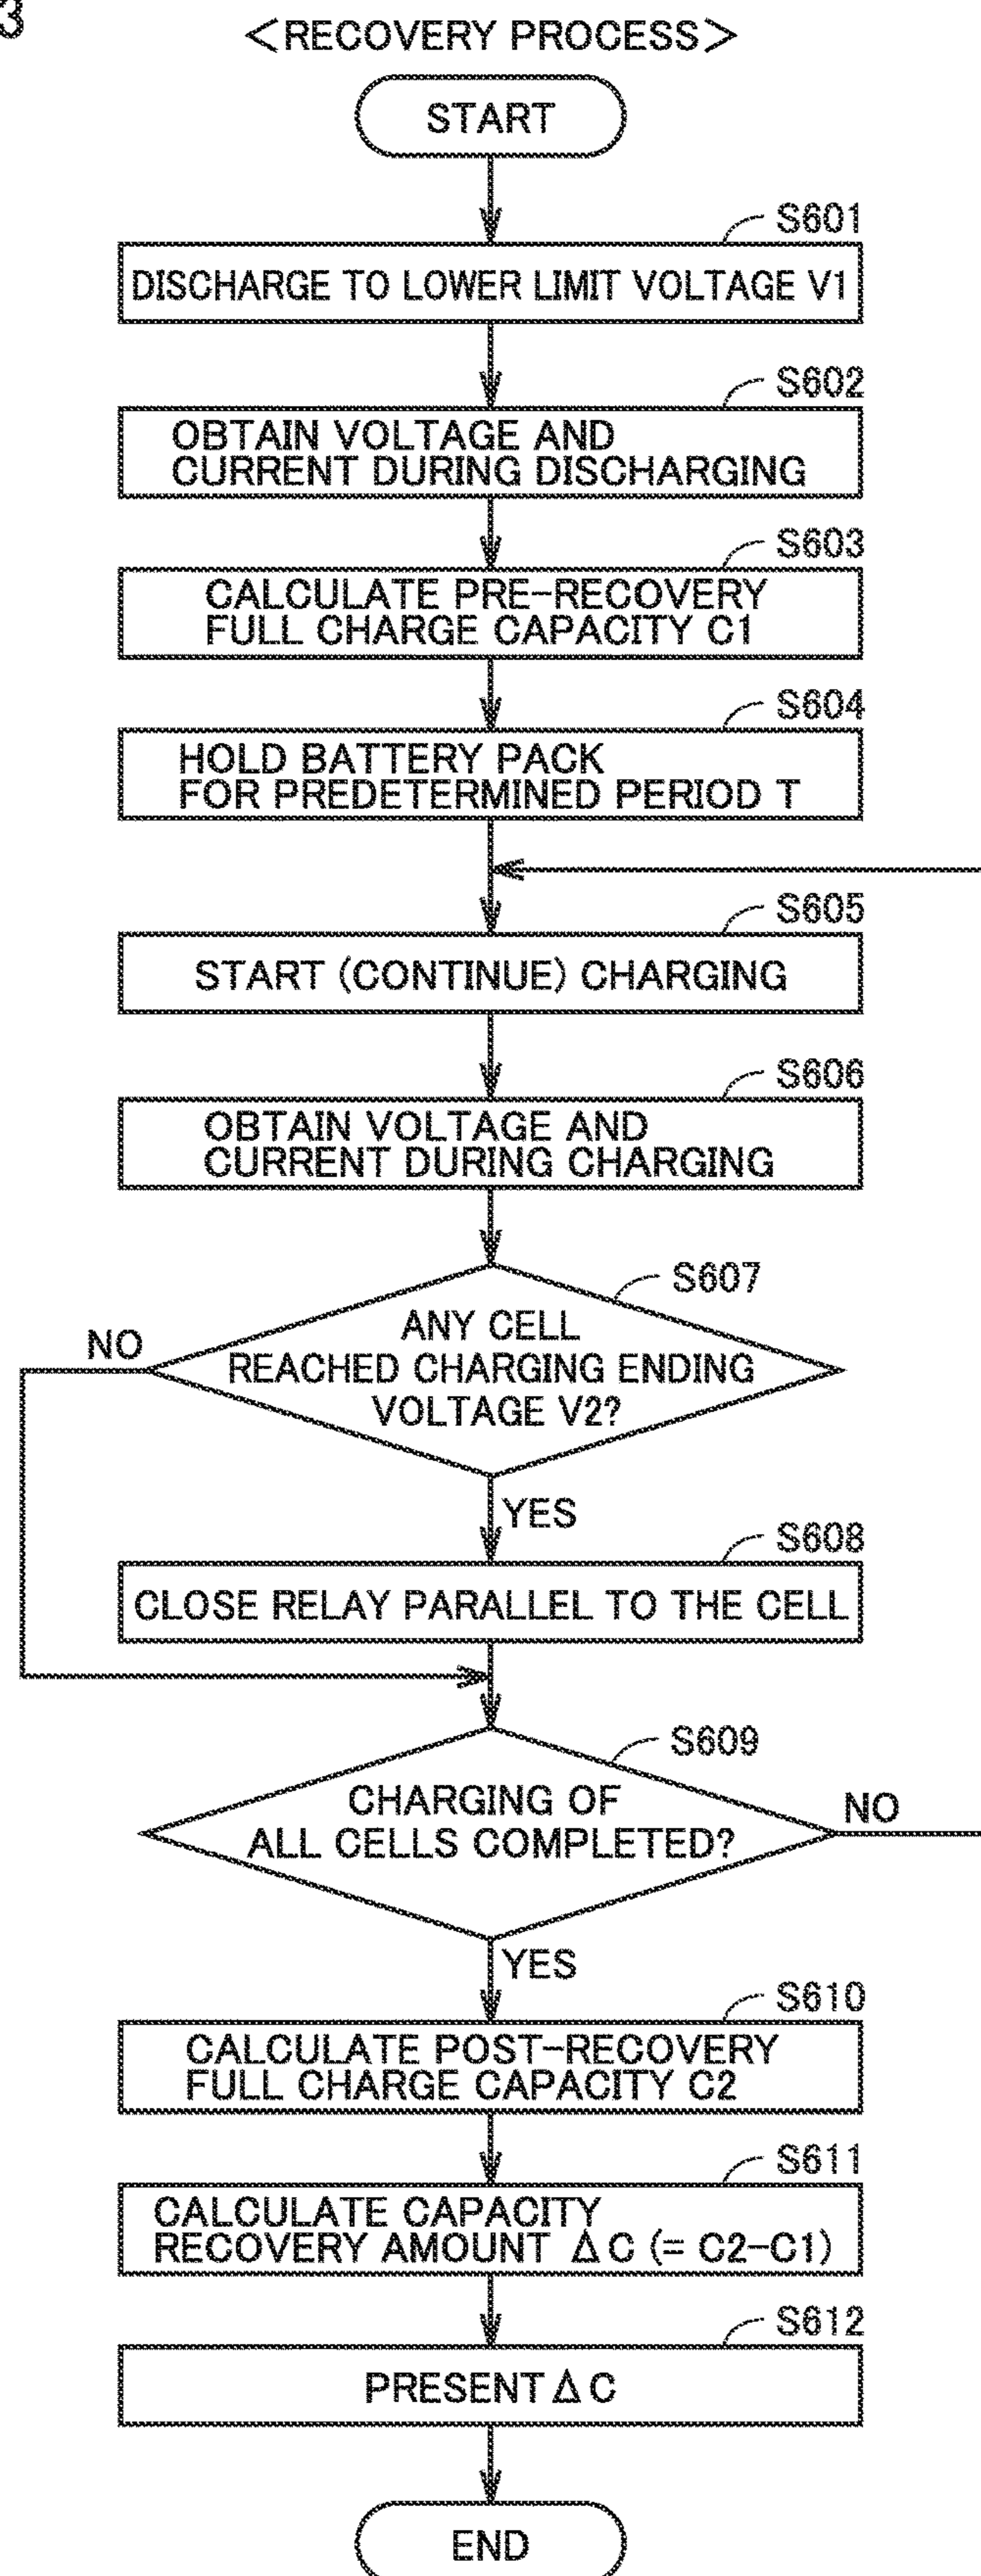 3
<RECOVERY PROCESS>
START
S601
DISCHARGE TO LOWER LIMIT VOLTAGE V1
S602
OBTAIN VOLTAGE AND
CURRENT DURING DISCHARGING
S603
CALCULATE PRE-RECOVERY
FULL CHARGE CAPACITY C1
S604
HOLD BATTERY PACK
FOR PREDETERMINED PERIOD T
S605
START (CONTINUE) CHARGING
S606
OBTAIN VOLTAGE AND
CURRENT DURING CHARGING
S607
ANY CELL
REACHED CHARGING ENDING
VOLTAGE V2?
NO
YES
S608
CLOSE RELAY PARALLEL TO THE CELL
S609
CHARGING OF
ALL CELLS COMPLETED?
NO
YES
S610
CALCULATE POST-RECOVERY
FULL CHARGE CAPACITY C2
S611
CALCULATE CAPACITY
RECOVERY AMOUNT ΔC (= C2-C1)
S612
PRESENT ΔC
END